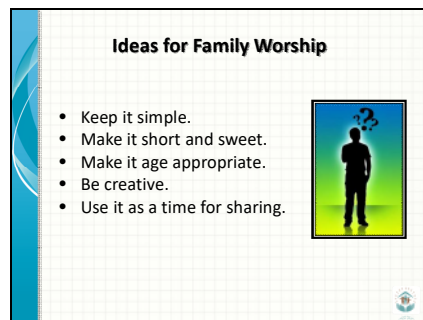 Ideas for Family Worship
• Keep it simple.
• Make it short and sweet.
• Make it age appropriate.
• Be creative.
• Use it as a time for sharing.
???